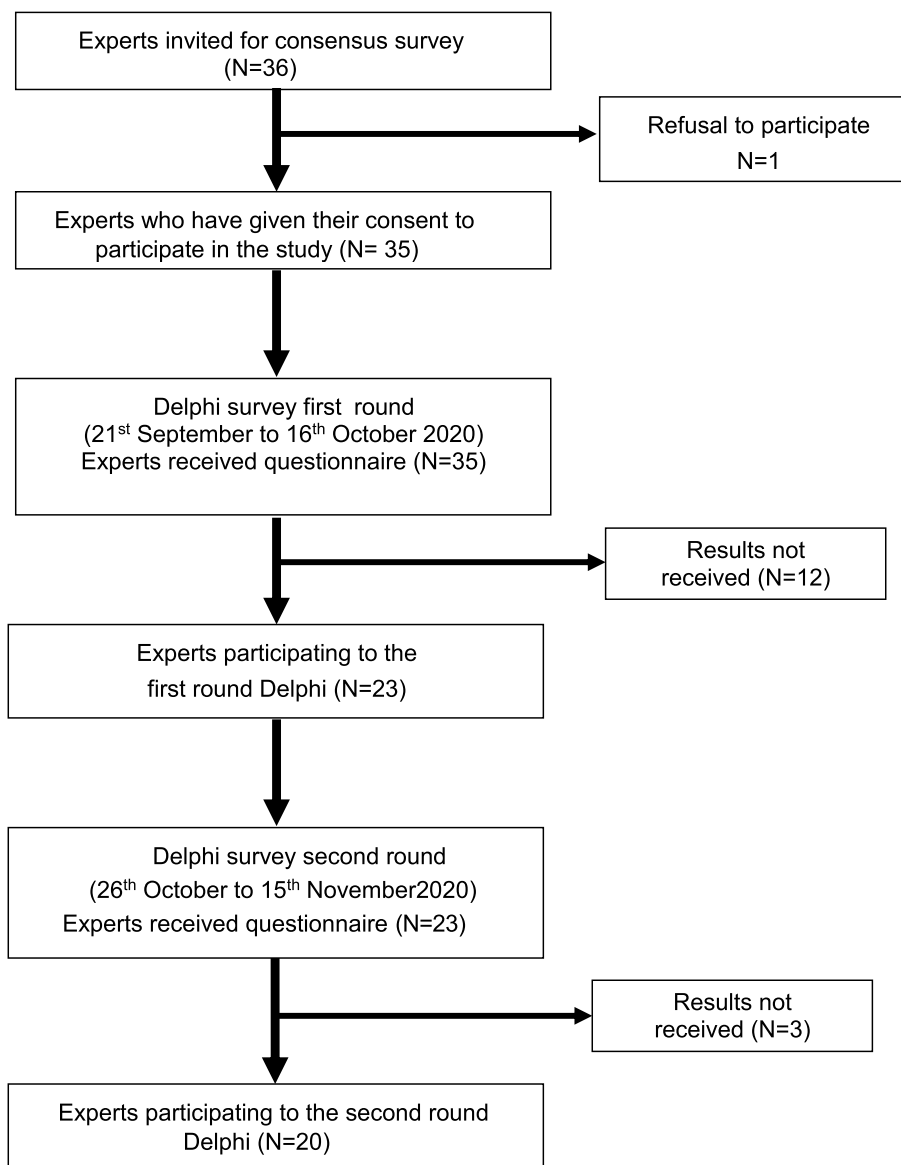 Experts invited for consensus survey
(N=36)
Refusal to participate
N=1
Experts who have given their consent to
participate in the study (N= 35)
Delphi survey first round
(21st September to 16th October 2020)
Experts received questionnaire (N=35)
Results not
received (N=12)
Experts participating to the
first round Delphi (N=23)
Delphi survey second round
(26th October to 15th November2020)
Experts received questionnaire (N=23)
Results not
received (N=3)
Experts participating to the second round
Delphi (N=20)